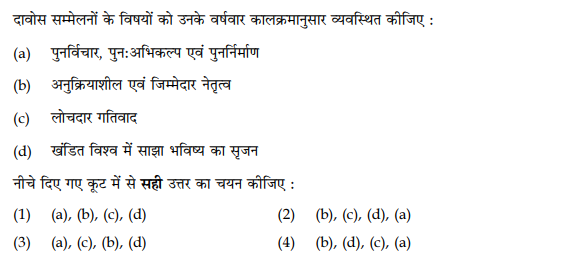 दावोस सम्मेलनों के विषयों को उनके वर्षवार कालक्रमानुसार व्यवस्थित कीजिए :
(a) पुनर्विचार, पुन:अभिकल्प एवं पुनर्निर्माण
(b) अनुक्रियाशील एवं जिम्मेदार नेतृत्व
(c) लोचदार गतिवाद
(d) खंडित विश्व में साझा भविष्य का सृजन
नीचे दिए गए कूट में से सही उत्तर का चयन कीजिए :
(1) (a), (b), (c), (d) (2) (b), (c), (d), (a)
(3) (a), (c), (b), (d) (4) (b), (d), (c), (a)